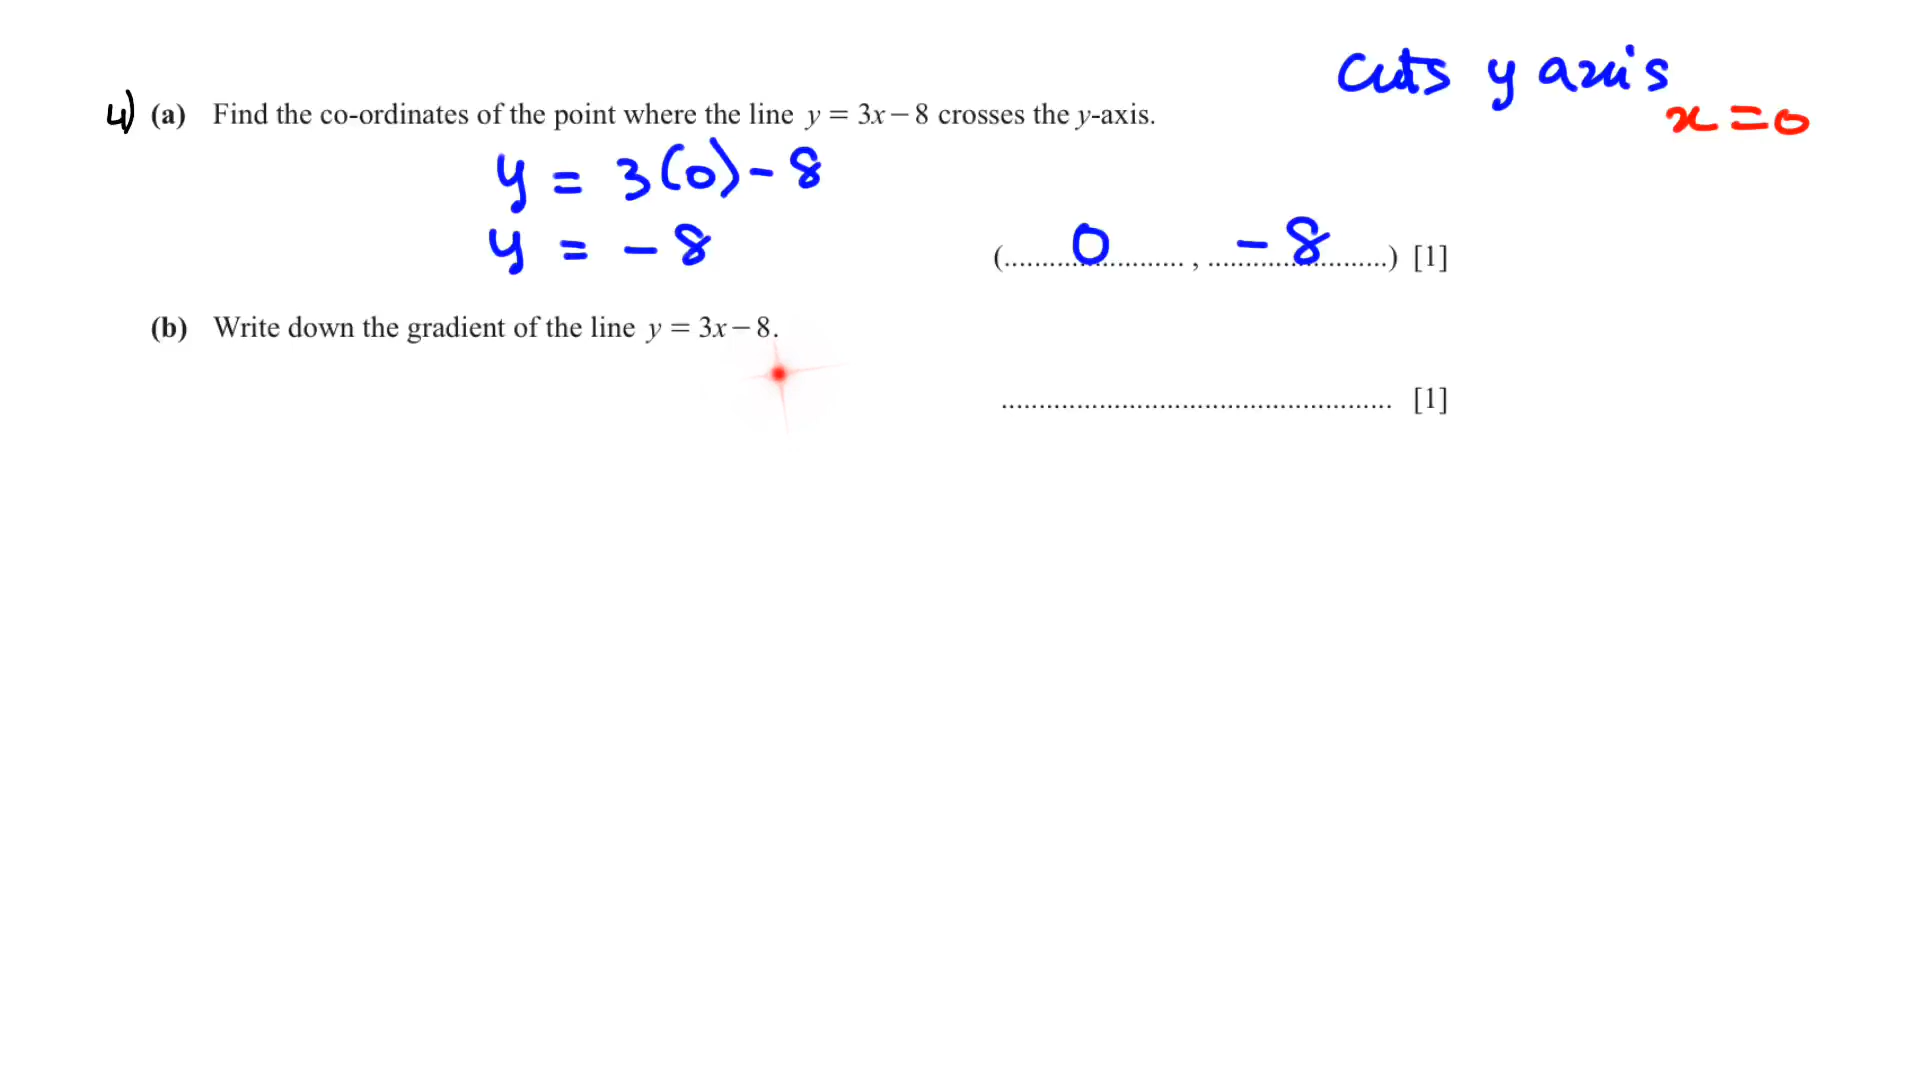 cuts y axis
x = 0
4) (a) Find the co-ordinates of the point where the line y = 3x − 8 crosses the y-axis.
y = 3(0) - 8
y = - 8
(........................ , ........................) [1]
0 - 8
(b) Write down the gradient of the line y = 3x − 8.
.................................................... [1]